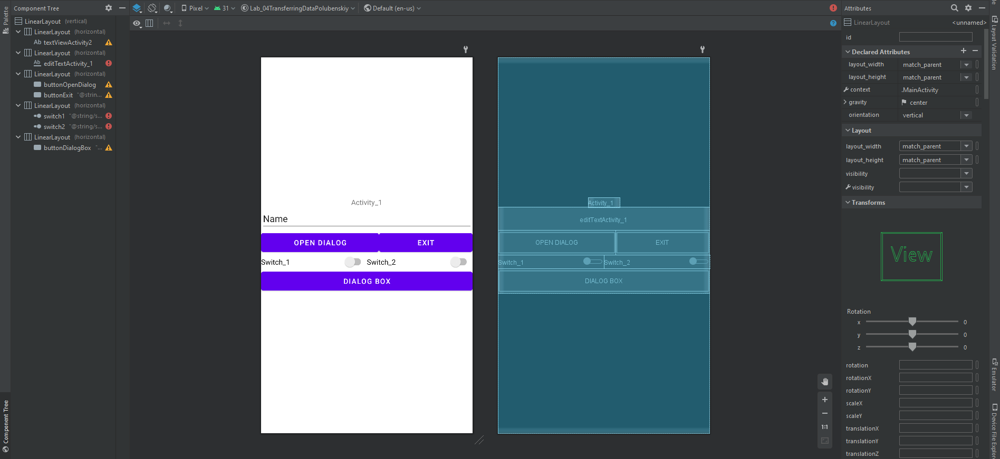 Palette
Component Tree
LinearLayout (vertical)
LinearLayout (horizontal)
Ab textViewActivity2
LinearLayout (horizontal)
Ab editTextActivity_1
LinearLayout (horizontal)
buttonOpenDialog
buttonExit "@strin...
LinearLayout (horizontal)
switch1 "@string/s...
switch2 "@string/s...
LinearLayout (horizontal)
buttonDialogBox "...
Component Tree
Pixel 31 Lab_04TransferringDataPolubenskiy Default (en-us)
Activity_1
Name
OPEN DIALOG EXIT
Switch_1 Switch_2
DIALOG BOX
Activity_1
editTextActivity_1
OPEN DIALOG EXIT
Switch_1 Switch_2
DIALOG BOX
1:1
Attributes
LinearLayout <unnamed>
id
Declared Attributes
layout_width match_parent
layout_height match_parent
context .MainActivity
gravity center
orientation vertical
Layout
layout_width match_parent
layout_height match_parent
visibility
visibility
Transforms
View
Rotation
x 0
y 0
z 0
rotation
rotationX
rotationY
scaleX
scaleY
translationX
translationY
translationZ
Layout Validation
Emulator
Device File Explor